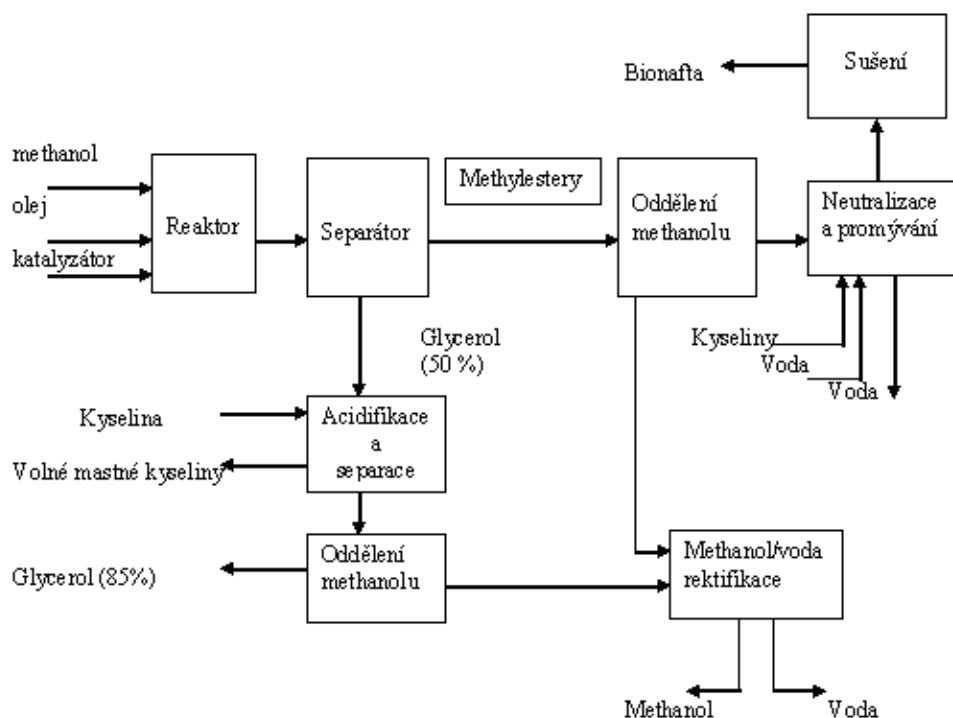 Sušení
Bionafta
methanol
olej
katalyzátor
Reaktor
Separátor
Methylestery
Oddělení
methanolu
Neutralizace
a promývání
Glycerol
(50 %)
Kyseliny
Voda
Voda
Kyselina
Acidifikace
a
separace
Volné mastné kyseliny
Glycerol (85%)
Oddělení
methanolu
Methanol/voda
rektifikace
Methanol
Voda